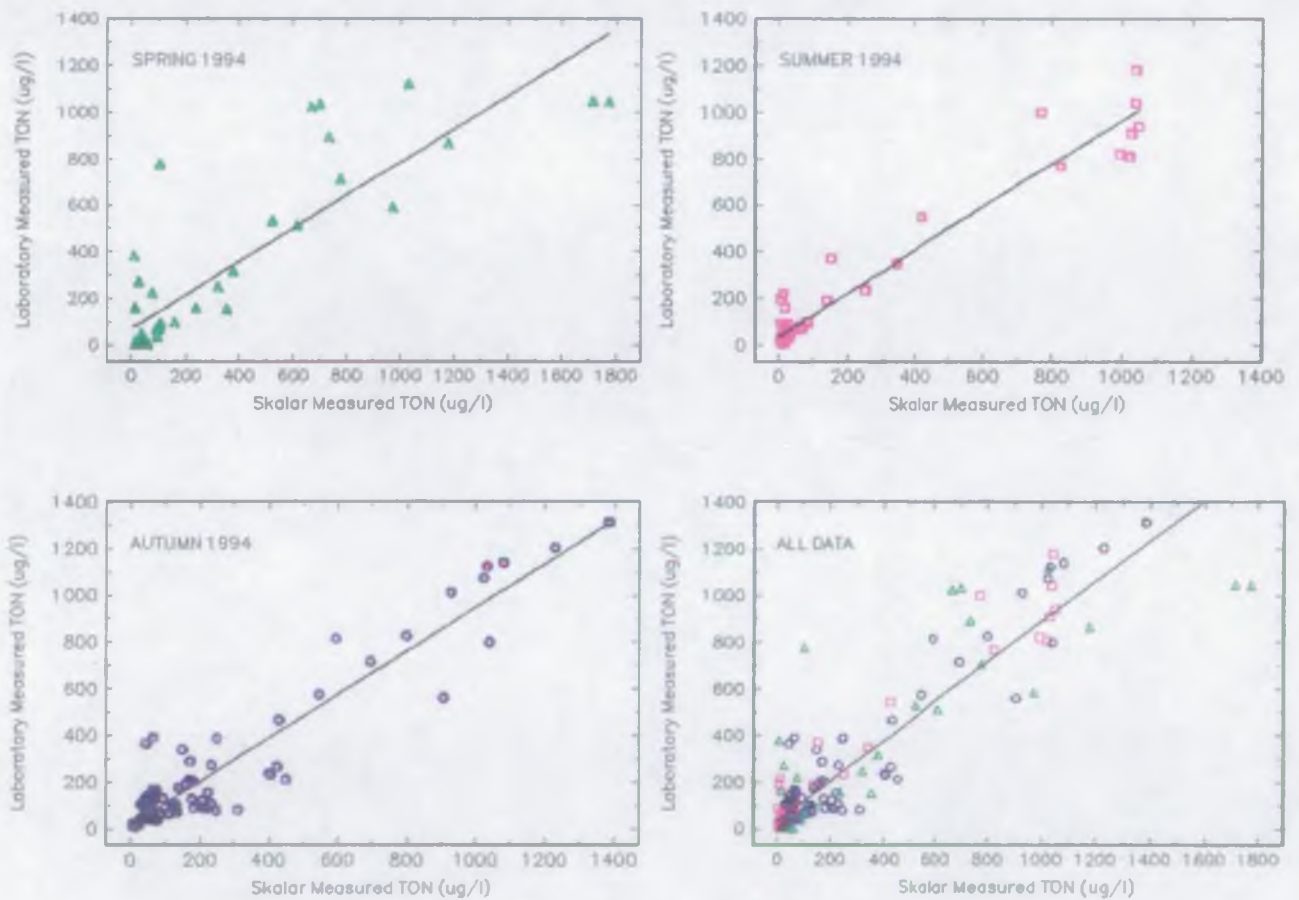 1400
1200
1000
800
600
400
200
0
Laboratory Measured TON (ug/l)
SPRING 1994
0 200 400 600 800 1000 1200 1400 1600 1800
Skalar Measured TON (ug/l)
1400
1200
1000
800
600
400
200
0
Laboratory Measured TON (ug/l)
SUMMER 1994
0 200 400 600 800 1000 1200 1400
Skalar Measured TON (ug/l)
1400
1200
1000
800
600
400
200
0
Laboratory Measured TON (ug/l)
AUTUMN 1994
0 200 400 600 800 1000 1200 1400
Skalar Measured TON (ug/l)
1400
1200
1000
800
600
400
200
0
Laboratory Measured TON (ug/l)
ALL DATA
0 200 400 600 800 1000 1200 1400 1600 1800
Skalar Measured TON (ug/l)